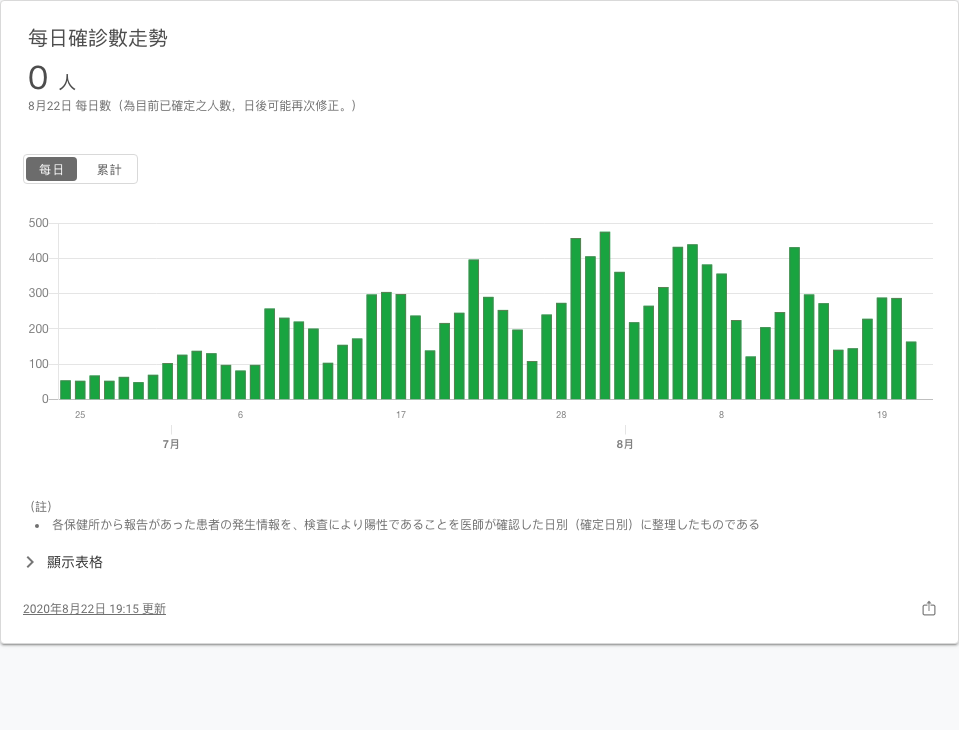 每日確診數走勢
0 人
8月22日 每日數（為目前已確定之人數，日後可能再次修正。）
每日 累計
500
400
300
200
100
0
25 6 17 28 8 19
7月 8月
（註）
• 各保健所から報告があった患者の発生情報を、検査により陽性であることを医師が確認した日別（確定日別）に整理したものである
顯示表格
2020年8月22日 19:15 更新